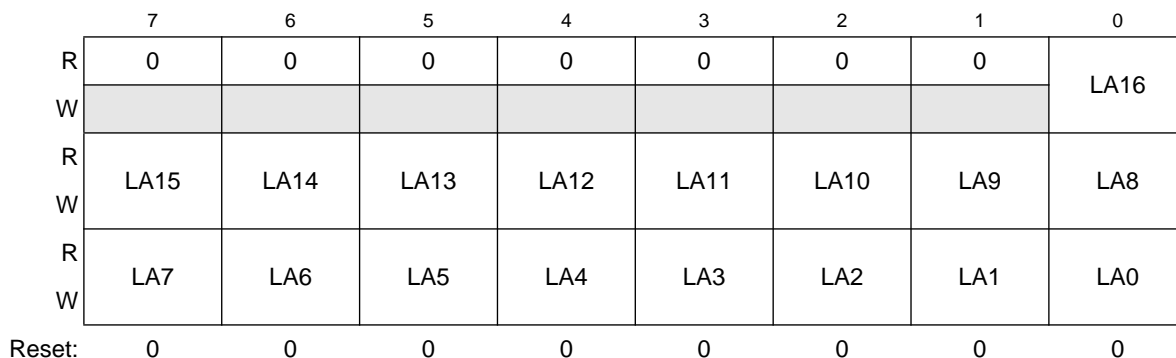 7 6 5 4 3 2 1 0
R 0 0 0 0 0 0 0 LA16
W
R LA15 LA14 LA13 LA12 LA11 LA10 LA9 LA8
W
R LA7 LA6 LA5 LA4 LA3 LA2 LA1 LA0
W
Reset: 0 0 0 0 0 0 0 0